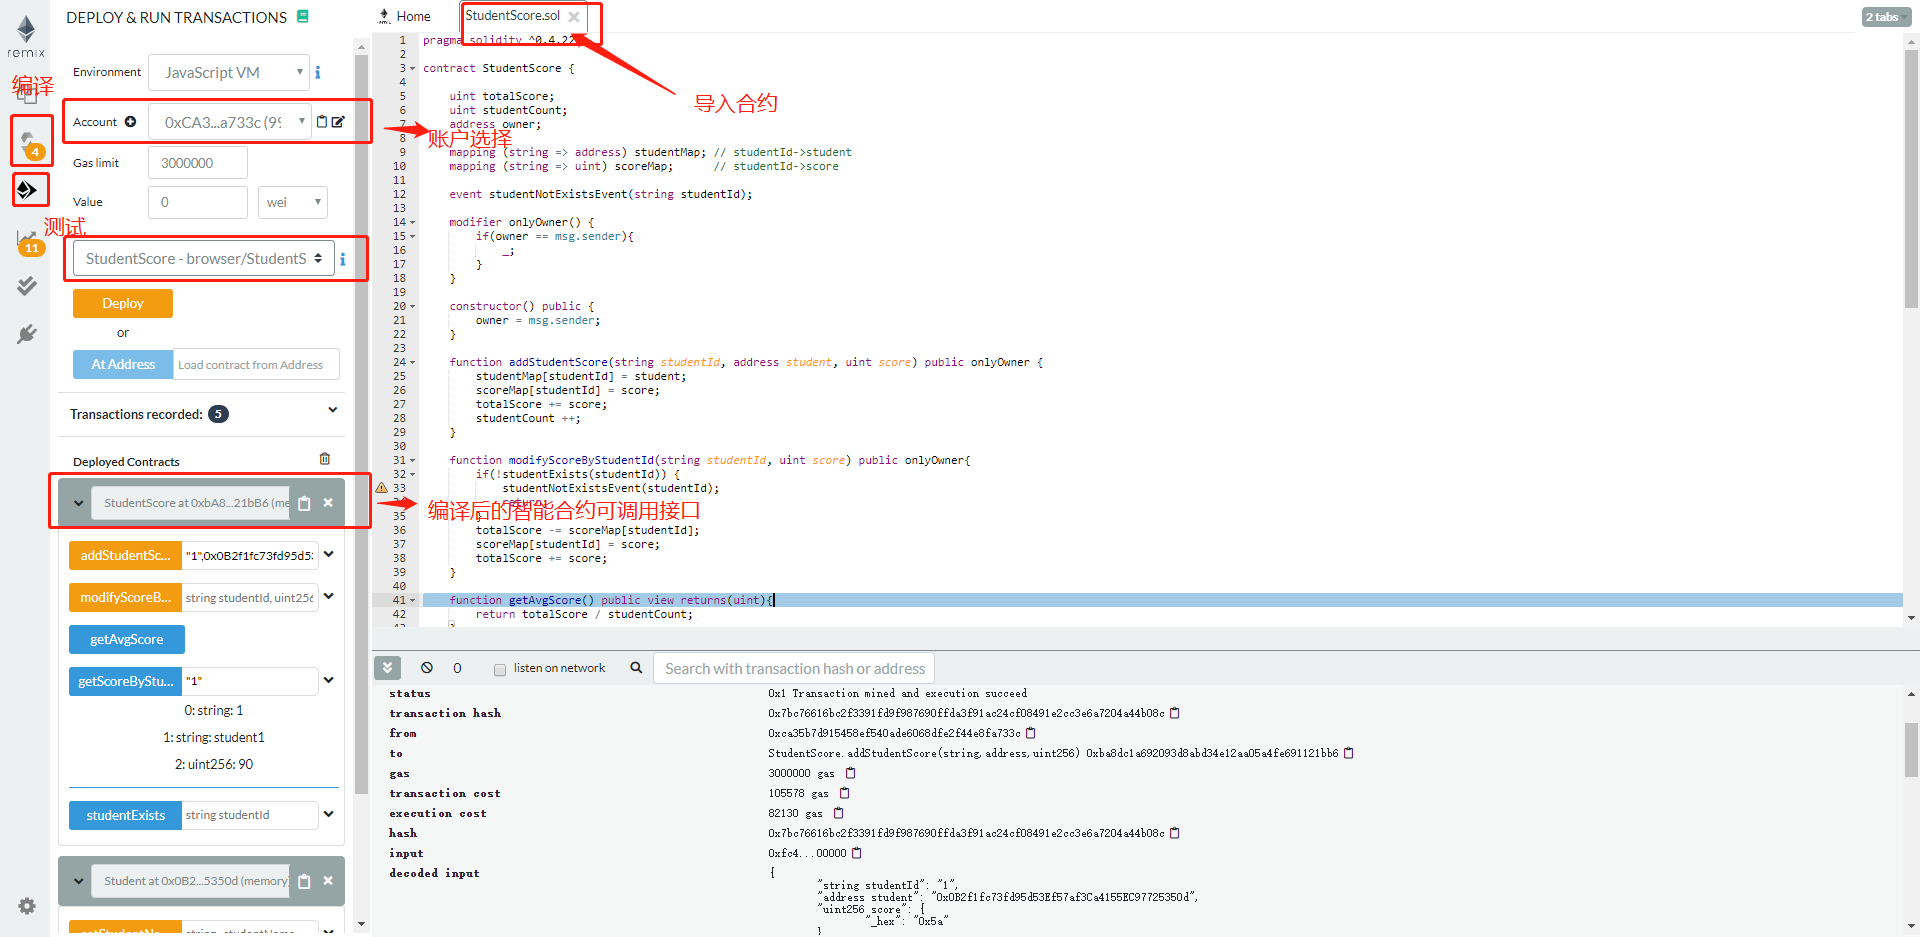 remix
编译
4
测试
11
DEPLOY & RUN TRANSACTIONS
Environment JavaScript VM
Account 0xCA3...a733c (99
账户选择
Gas limit 3000000
Value 0 wei
StudentScore - browser/StudentS
Deploy
or
At Address Load contract from Address
Transactions recorded: 5
Deployed Contracts
StudentScore at 0xbA8...21bB6 (me
编译后的智能合约可调用接口
addStudentSc... "1",0x0B2f1fc73fd95d5:
modifyScoreB... string studentId, uint256
getAvgScore
getScoreByStu... "1"
0: string: 1
1: string: student1
2: uint256: 90
studentExists string studentId
Student at 0x0B2...5350d (memory)
Home StudentScore.sol 2 tabs
导入合约
1 pragma solidity ^0.4.22
2
3 contract StudentScore {
4
5 uint totalScore;
6 uint studentCount;
7 address owner;
8
9 mapping (string => address) studentMap; // studentId->student
10 mapping (string => uint) scoreMap; // studentId->score
11
12 event studentNotExistsEvent(string studentId);
13
14 modifier onlyOwner() {
15 if(owner == msg.sender){
16 _;
17 }
18 }
19
20 constructor() public {
21 owner = msg.sender;
22 }
23
24 function addStudentScore(string studentId, address student, uint score) public onlyOwner {
25 studentMap[studentId] = student;
26 scoreMap[studentId] = score;
27 totalScore += score;
28 studentCount ++;
29 }
30
31 function modifyScoreByStudentId(string studentId, uint score) public onlyOwner{
32 if(!studentExists(studentId)) {
33 studentNotExistsEvent(studentId);
35
36 totalScore -= scoreMap[studentId];
37 scoreMap[studentId] = score;
38 totalScore += score;
39 }
40
41 function getAvgScore() public view returns(uint){
42 return totalScore / studentCount;
0 listen on network Search with transaction hash or address
status 0x1 Transaction mined and execution succeed
transaction hash 0x7bc76616bc2f3391fd9f987690ffda3f91ac24cf08491e2cc3e6a7204a44b08c
from 0xca35b7d915458ef540ade6068dfe2f44e8fa733c
to StudentScore.addStudentScore(string,address,uint256) 0xba8dc1a692093d8abd34e12aa05a4fe691121bb6
gas 3000000 gas
transaction cost 105578 gas
execution cost 82130 gas
hash 0x7bc76616bc2f3391fd9f987690ffda3f91ac24cf08491e2cc3e6a7204a44b08c
input 0xfc4...00000
decoded input {
"string studentId": "1",
"address student": "0x0B2f1fc73fd95d53Ef57af3Ca4155EC97725350d",
"uint256 score": {
"_hex": "0x5a"
}